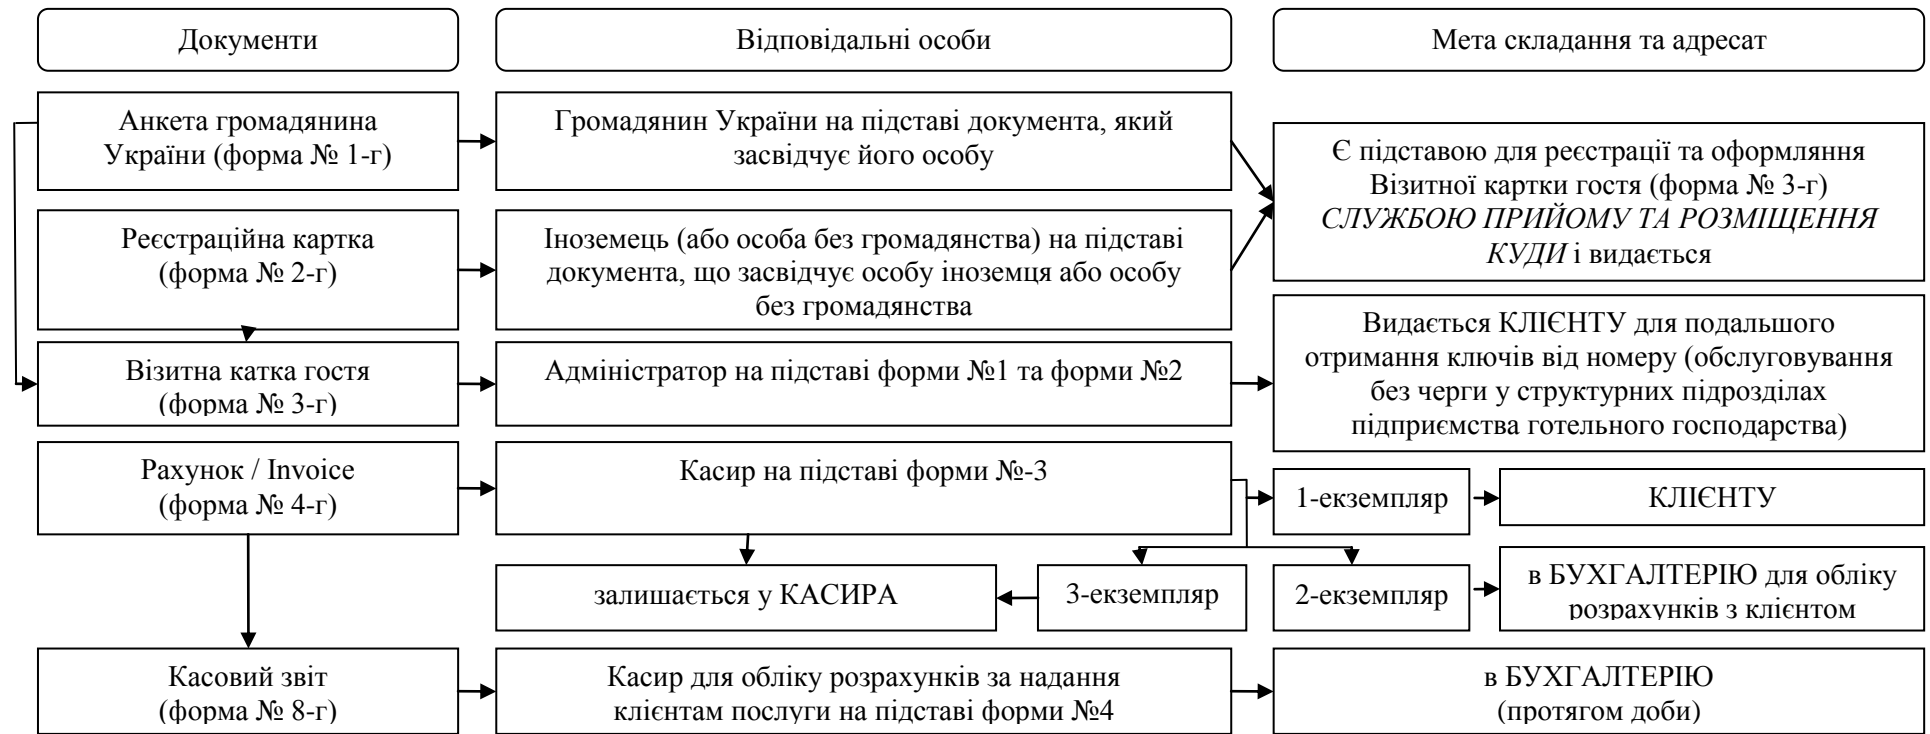 Документи
Відповідальні особи
Мета складання та адресат
Анкета громадянина
України (форма № 1-г)
Громадянин України на підставі документа, який
засвідчує його особу
Є підставою для реєстрації та оформляння
Візитної картки гостя (форма № 3-г)
СЛУЖБОЮ ПРИЙОМУ ТА РОЗМІЩЕННЯ
КУДИ і видається
Реєстраційна картка
(форма № 2-г)
Іноземець (або особа без громадянства) на підставі
документа, що засвідчує особу іноземця або особу
без громадянства
Візитна катка гостя
(форма № 3-г)
Адміністратор на підставі форми №1 та форми №2
Видається КЛІЄНТУ для подальшого
отримання ключів від номеру (обслуговування
без черги у структурних підрозділах
підприємства готельного господарства)
Рахунок / Invoice
(форма № 4-г)
Касир на підставі форми №-3
1-екземпляр
КЛІЄНТУ
залишається у КАСИРА
3-екземпляр
2-екземпляр
в БУХГАЛТЕРІЮ для обліку
розрахунків з клієнтом
Касовий звіт
(форма № 8-г)
Касир для обліку розрахунків за надання
клієнтам послуги на підставі форми №4
в БУХГАЛТЕРІЮ
(протягом доби)